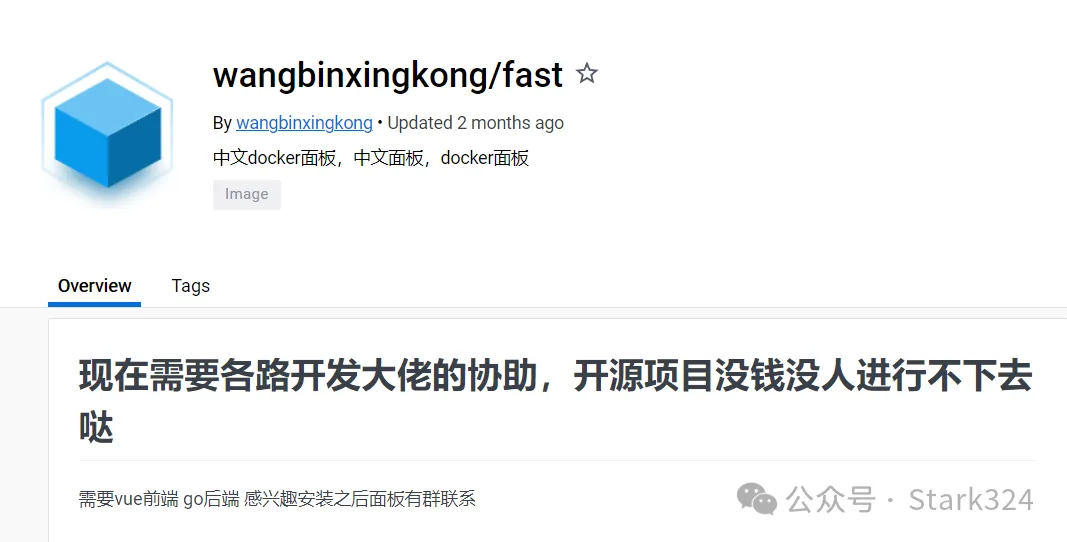 wangbinxingkong/fast
By wangbinxingkong • Updated 2 months ago
中文docker面板，中文面板，docker面板
Image
Overview Tags
现在需要各路开发大佬的协助，开源项目没钱没人进行不下去
哒
需要vue前端 go后端 感兴趣安装之后面板有群联系
公众号 · Stark324